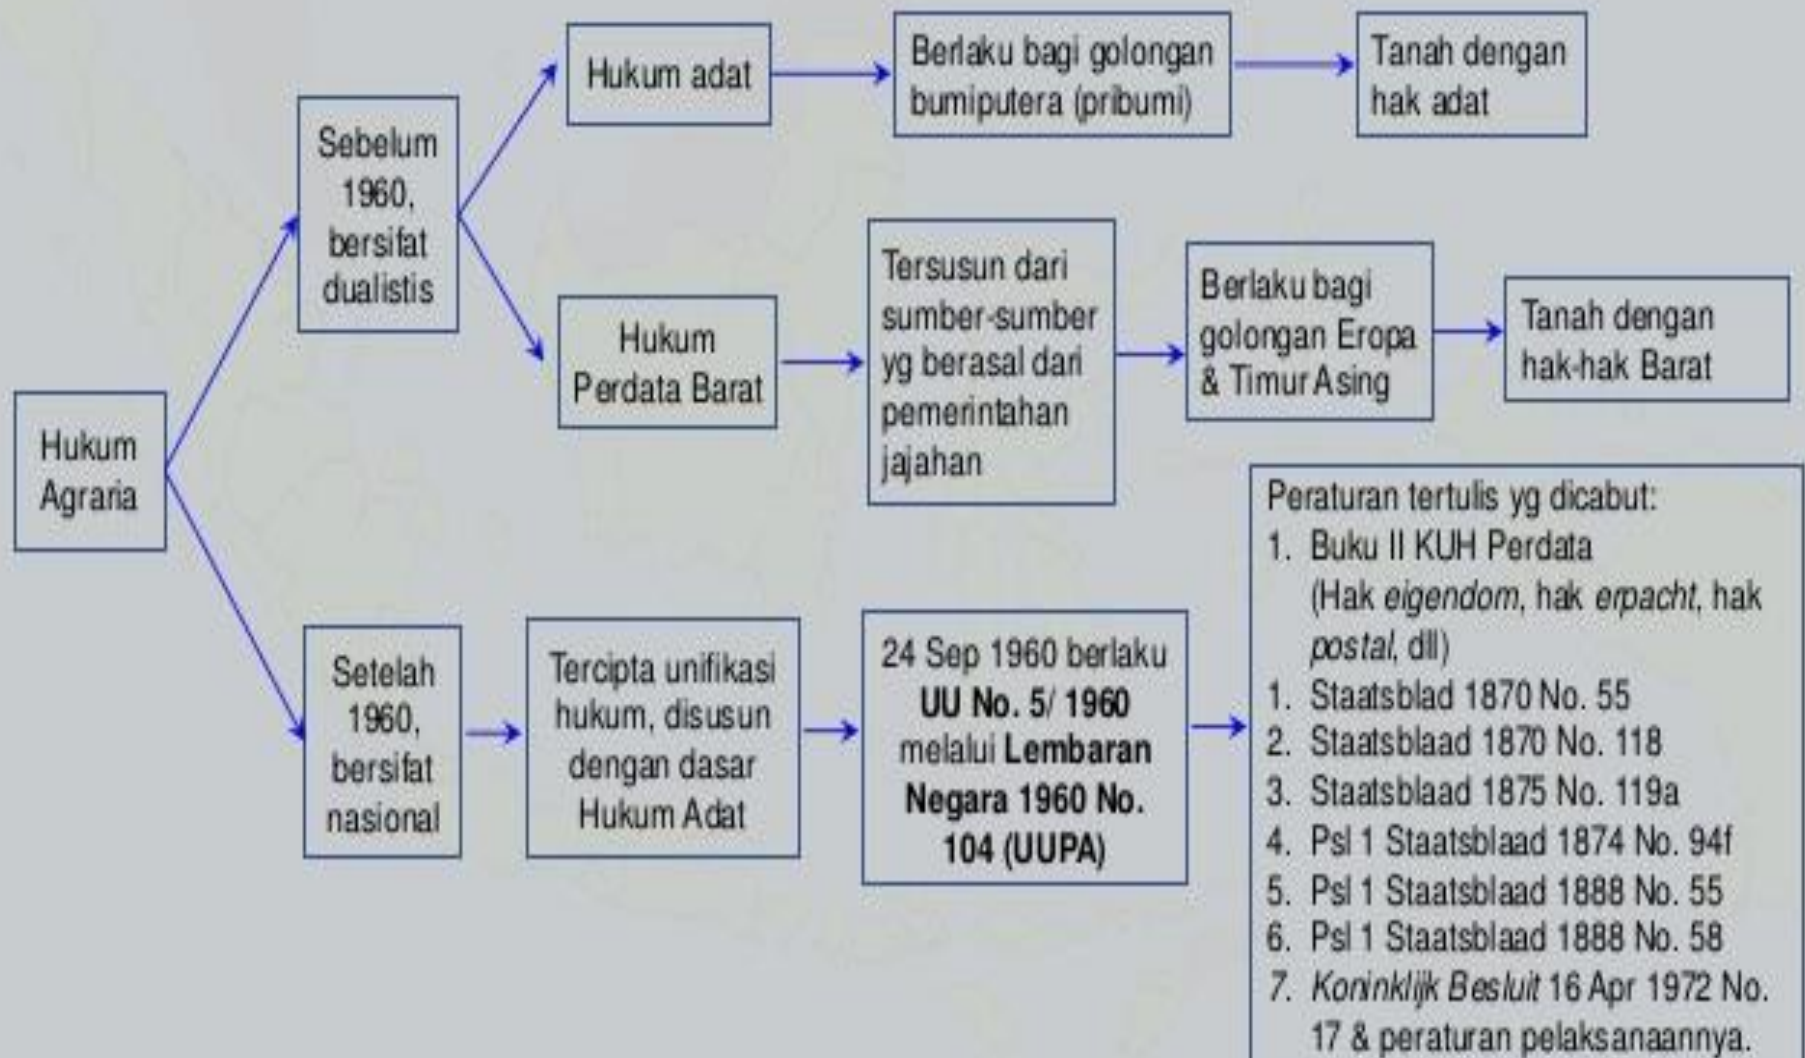 Hukum
Agraria
Sebelum
1960,
bersifat
dualistis
Hukum adat
Berlaku bagi golongan
bumiputera (pribumi)
Tanah dengan
hak adat
Hukum
Perdata Barat
Tersusun dari
sumber-sumber
yg berasal dari
pemerintahan
jajahan
Berlaku bagi
golongan Eropa
& Timur Asing
Tanah dengan
hak-hak Barat
Setelah
1960,
bersifat
nasional
Tercipta unifikasi
hukum, disusun
dengan dasar
Hukum Adat
24 Sep 1960 berlaku
UU No. 5/ 1960
melalui Lembaran
Negara 1960 No.
104 (UUPA)
Peraturan tertulis yg dicabut:
1. Buku II KUH Perdata
(Hak eigendom, hak erpacht, hak
postal, dll)
1. Staatsblad 1870 No. 55
2. Staatsblaad 1870 No. 118
3. Staatsblaad 1875 No. 119a
4. Psl 1 Staatsblaad 1874 No. 94f
5. Psl 1 Staatsblaad 1888 No. 55
6. Psl 1 Staatsblaad 1888 No. 58
7. Koninklijk Besluit 16 Apr 1972 No.
17 & peraturan pelaksanaannya.